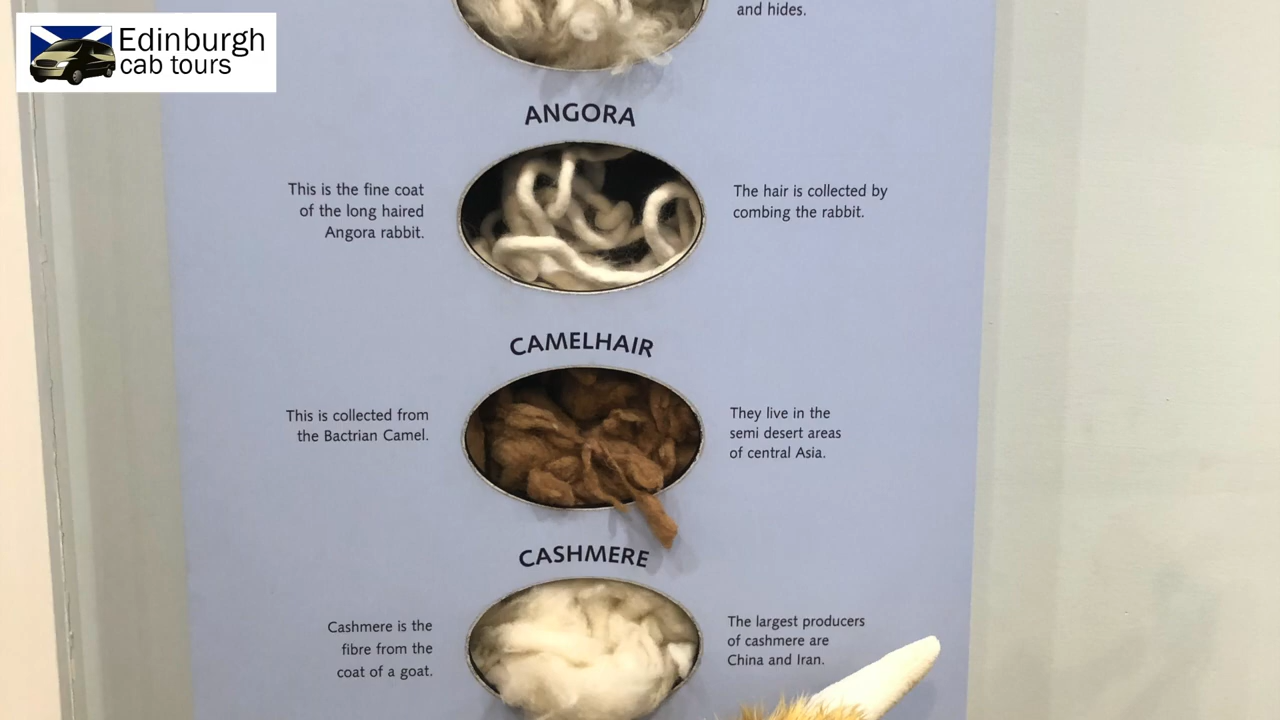 Edinburgh
cab tours
and hides.
ANGORA
This is the fine coat
of the long haired
Angora rabbit.
The hair is collected by
combing the rabbit.
CAMELHAIR
This is collected from
the Bactrian Camel.
They live in the
semi desert areas
of central Asia.
CASHMERE
Cashmere is the
fibre from the
coat of a goat.
The largest producers
of cashmere are
China and Iran.